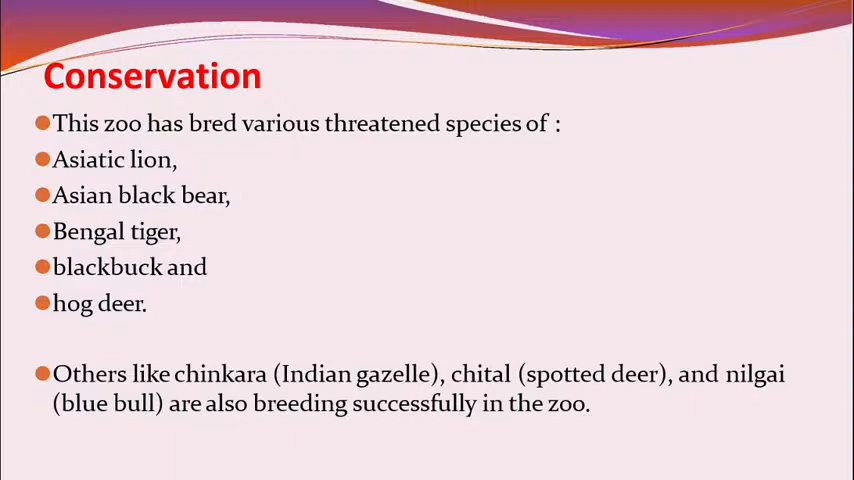 Conservation
This zoo has bred various threatened species of :
Asiatic lion,
Asian black bear,
Bengal tiger,
blackbuck and
hog deer.
Others like chinkara (Indian gazelle), chital (spotted deer), and nilgai
(blue bull) are also breeding successfully in the zoo.